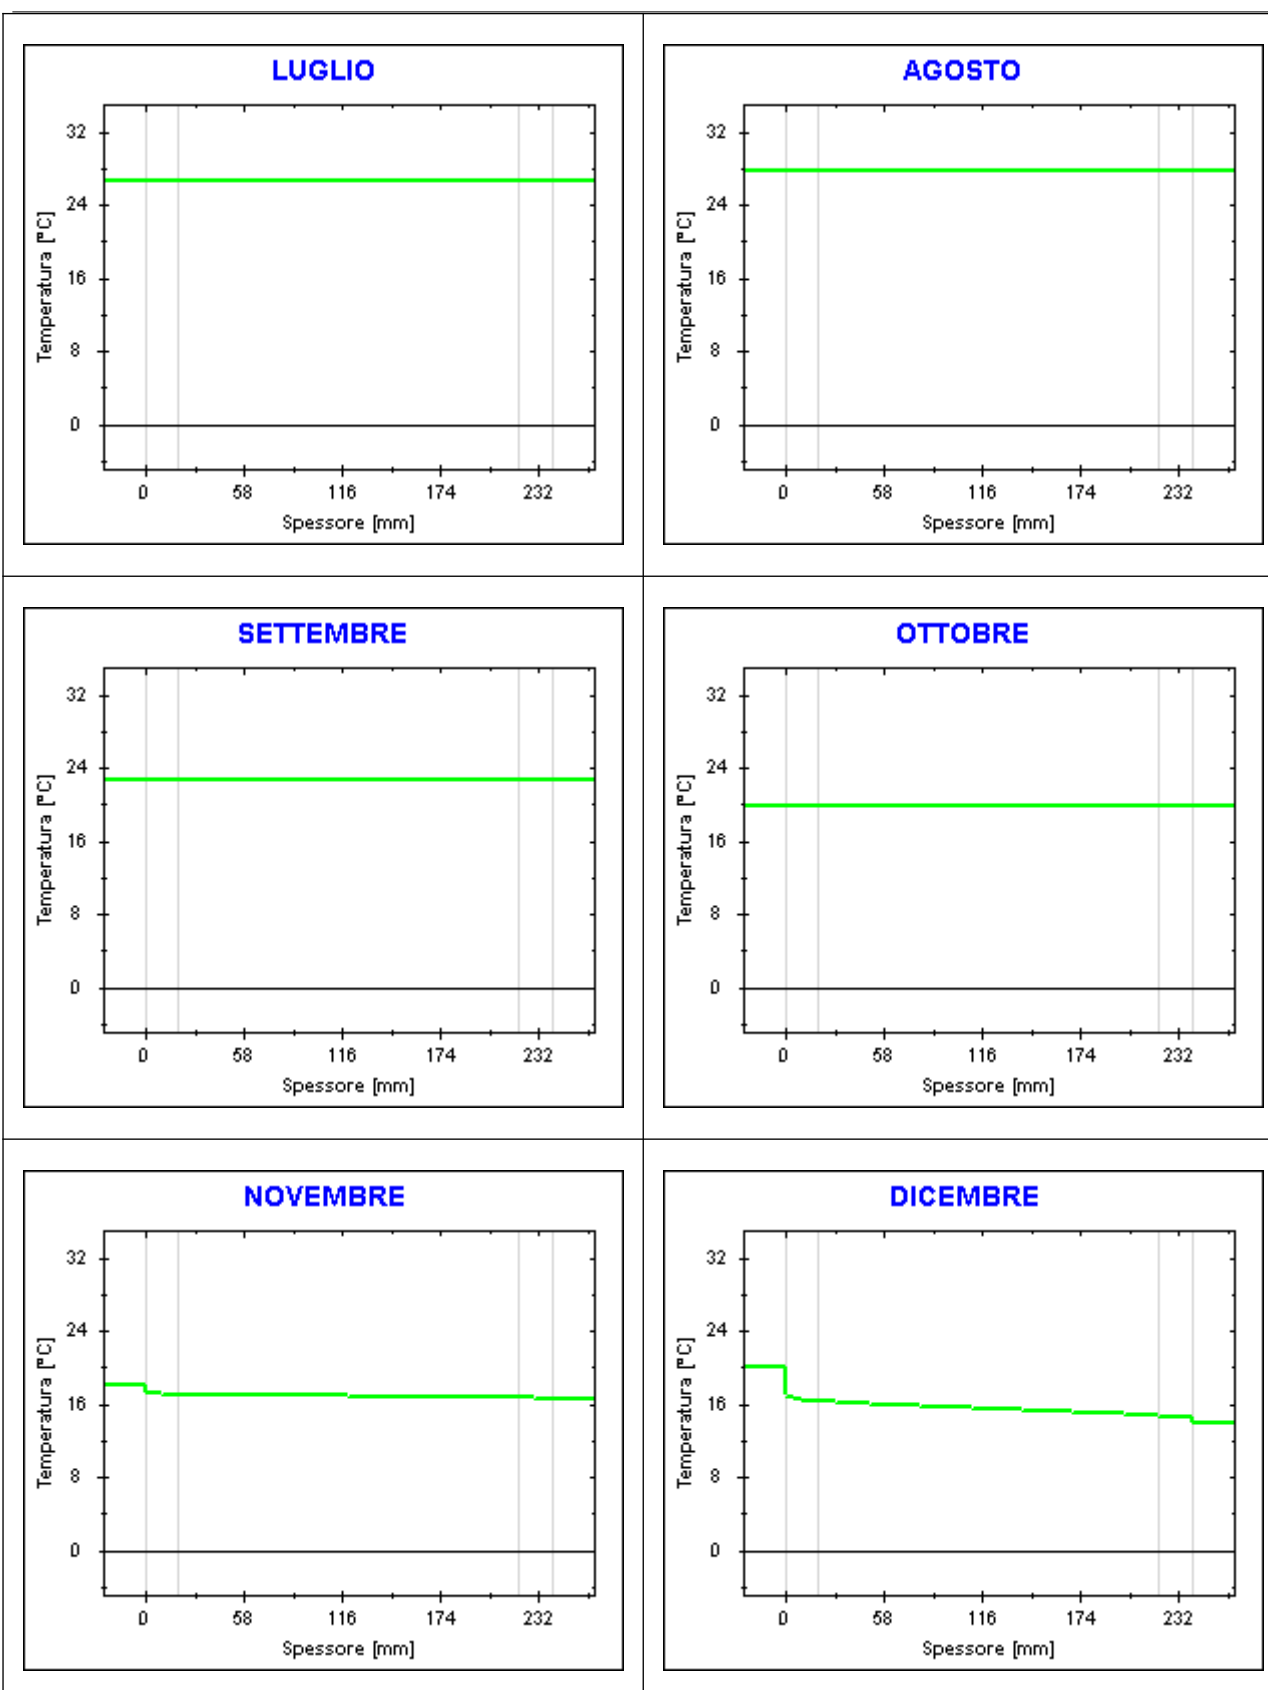 LUGLIO
32
24
16
8
0
Temperatura [°C]
0 58 116 174 232
Spessore [mm]
AGOSTO
32
24
16
8
0
Temperatura [°C]
0 58 116 174 232
Spessore [mm]
SETTEMBRE
32
24
16
8
0
Temperatura [°C]
0 58 116 174 232
Spessore [mm]
OTTOBRE
32
24
16
8
0
Temperatura [°C]
0 58 116 174 232
Spessore [mm]
NOVEMBRE
32
24
16
8
0
Temperatura [°C]
0 58 116 174 232
Spessore [mm]
DICEMBRE
32
24
16
8
0
Temperatura [°C]
0 58 116 174 232
Spessore [mm]